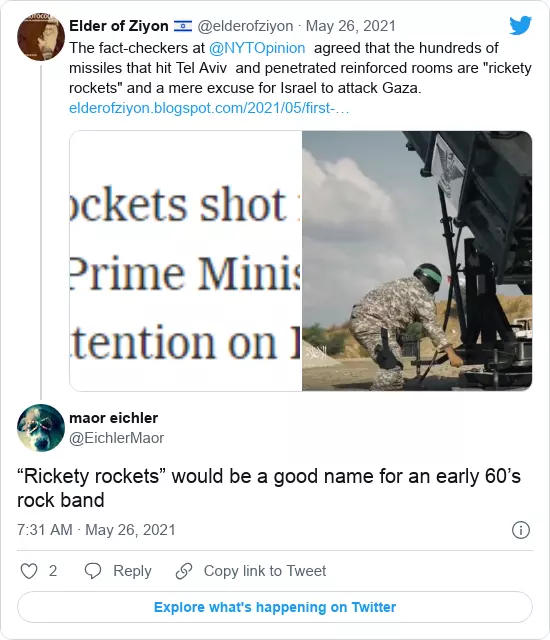 Elder of Ziyon @elderofziyon · May 26, 2021
The fact-checkers at @NYTOpinion agreed that the hundreds of
missiles that hit Tel Aviv and penetrated reinforced rooms are "rickety
rockets" and a mere excuse for Israel to attack Gaza.
elderofziyon.blogspot.com/2021/05/first-…
ockets shot
Prime Minis
tention on
maor eichler
@EichlerMaor
“Rickety rockets” would be a good name for an early 60’s
rock band
7:31 AM · May 26, 2021
2 Reply Copy link to Tweet
Explore what's happening on Twitter